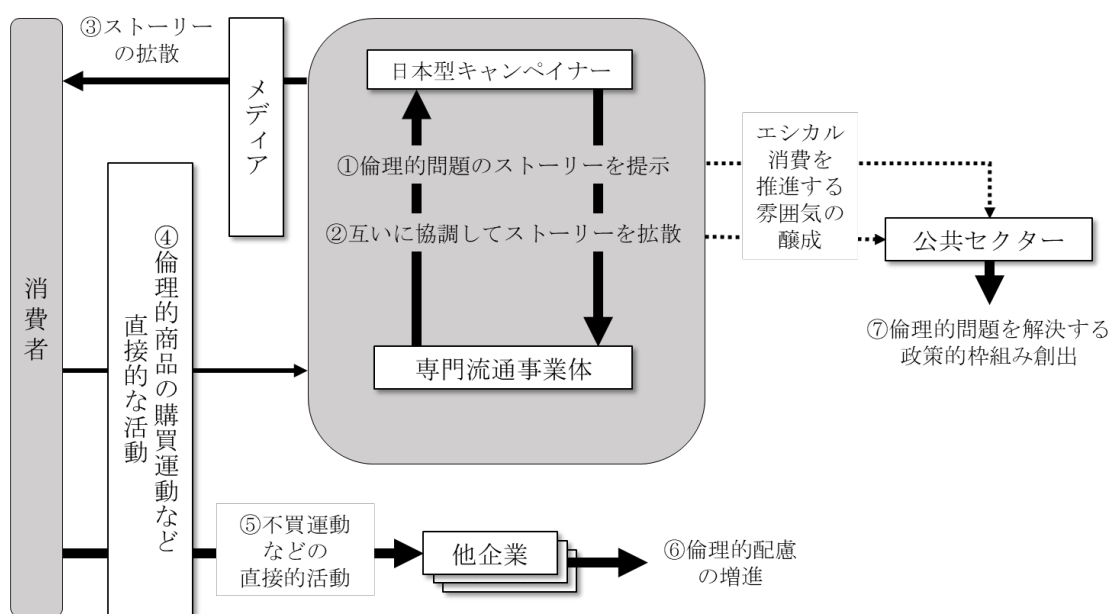 ③ストーリー
の拡散
メディア
日本型キャンペイナー
①倫理的問題のストーリーを提示
②互いに協調してストーリーを拡散
専門流通事業体
エシカル
消費を
推進する
雰囲気の
醸成
公共セクター
⑦倫理的問題を解決する
政策的枠組み創出
消費者
④倫理的商品の購買運動など
直接的な活動
⑤不買運動
などの
直接的活動
他企業
⑥倫理的配慮
の増進